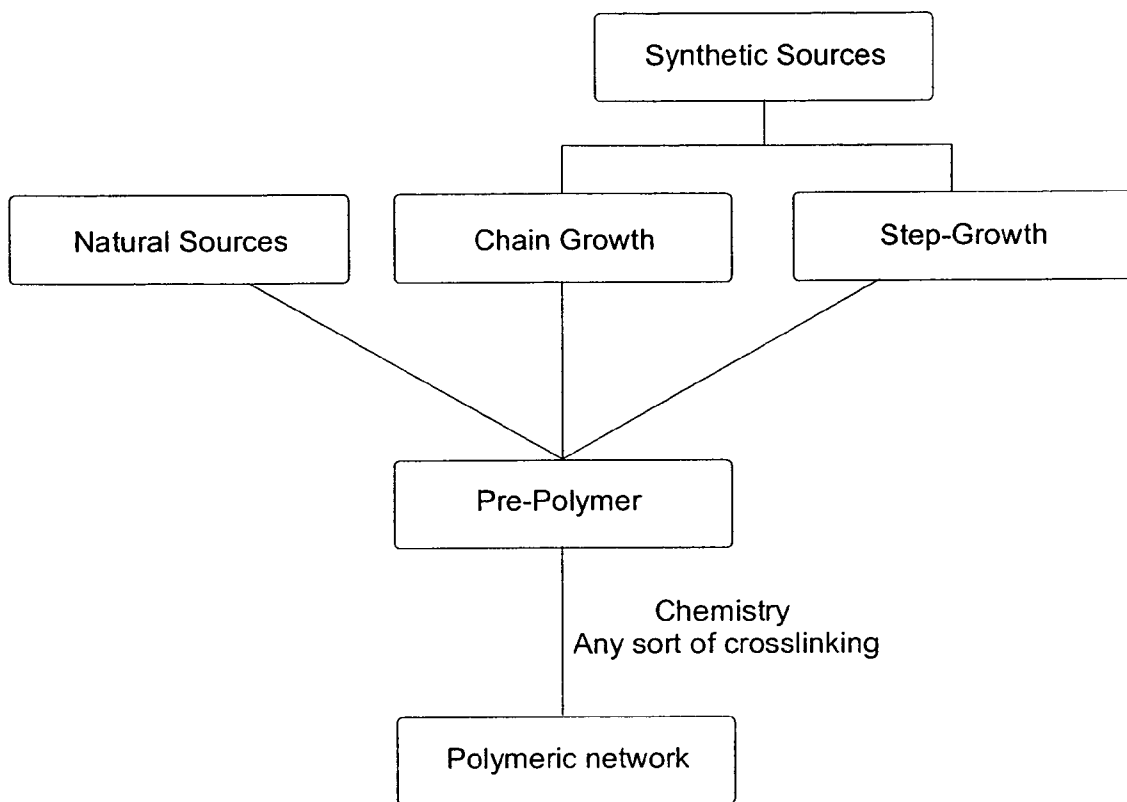 Synthetic Sources
Natural Sources
Chain Growth
Step-Growth
Pre-Polymer
Chemistry
Any sort of crosslinking
Polymeric network